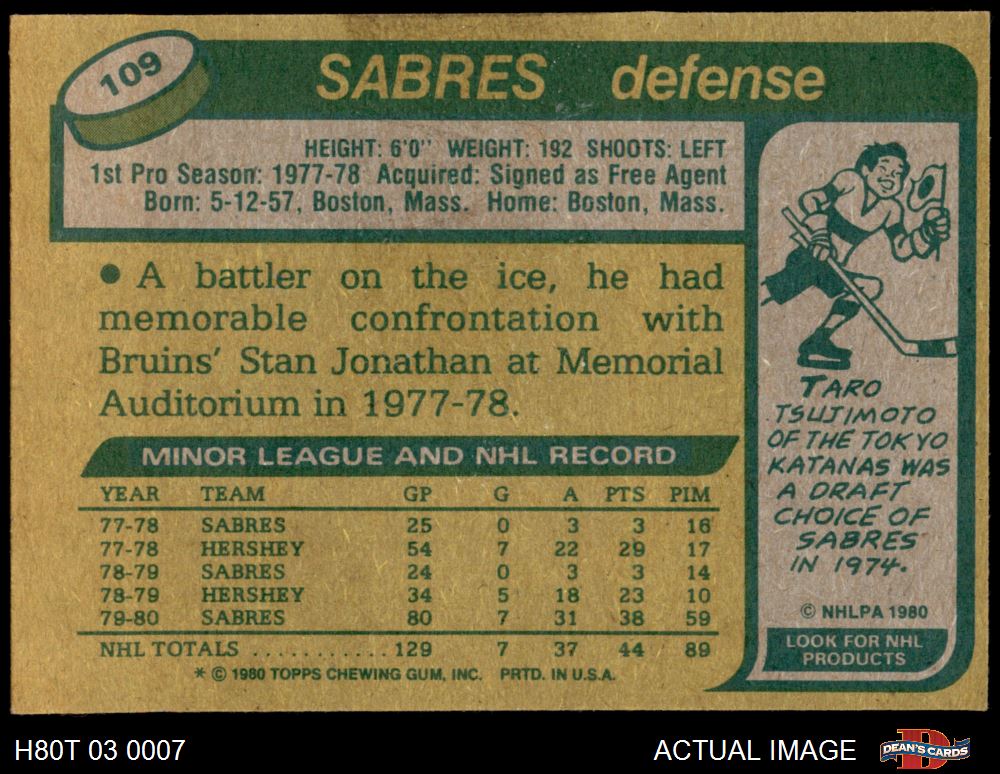 109
SABRES defense
HEIGHT: 6'0" WEIGHT: 192 SHOOTS: LEFT
1st Pro Season: 1977-78 Acquired: Signed as Free Agent
Born: 5-12-57, Boston, Mass. Home: Boston, Mass.
● A battler on the ice, he had
memorable confrontation with
Bruins' Stan Jonathan at Memorial
Auditorium in 1977-78.
MINOR LEAGUE AND NHL RECORD
YEAR TEAM GP G A PTS PIM
77-78 SABRES 25 0 3 3 16
77-78 HERSHEY 54 7 22 29 17
78-79 SABRES 24 0 3 3 14
78-79 HERSHEY 34 5 18 23 10
79-80 SABRES 80 7 31 38 59
NHL TOTALS ........... 129 7 37 44 89
* © 1980 TOPPS CHEWING GUM, INC. PRTD. IN U.S.A.
TARO
TSUJIMOTO
OF THE TOKYO
KATANAS WAS
A DRAFT
CHOICE OF
SABRES
IN 1974.
© NHLPA 1980
LOOK FOR NHL
PRODUCTS
H80T 03 0007
ACTUAL IMAGE
DEAN'S CARDS